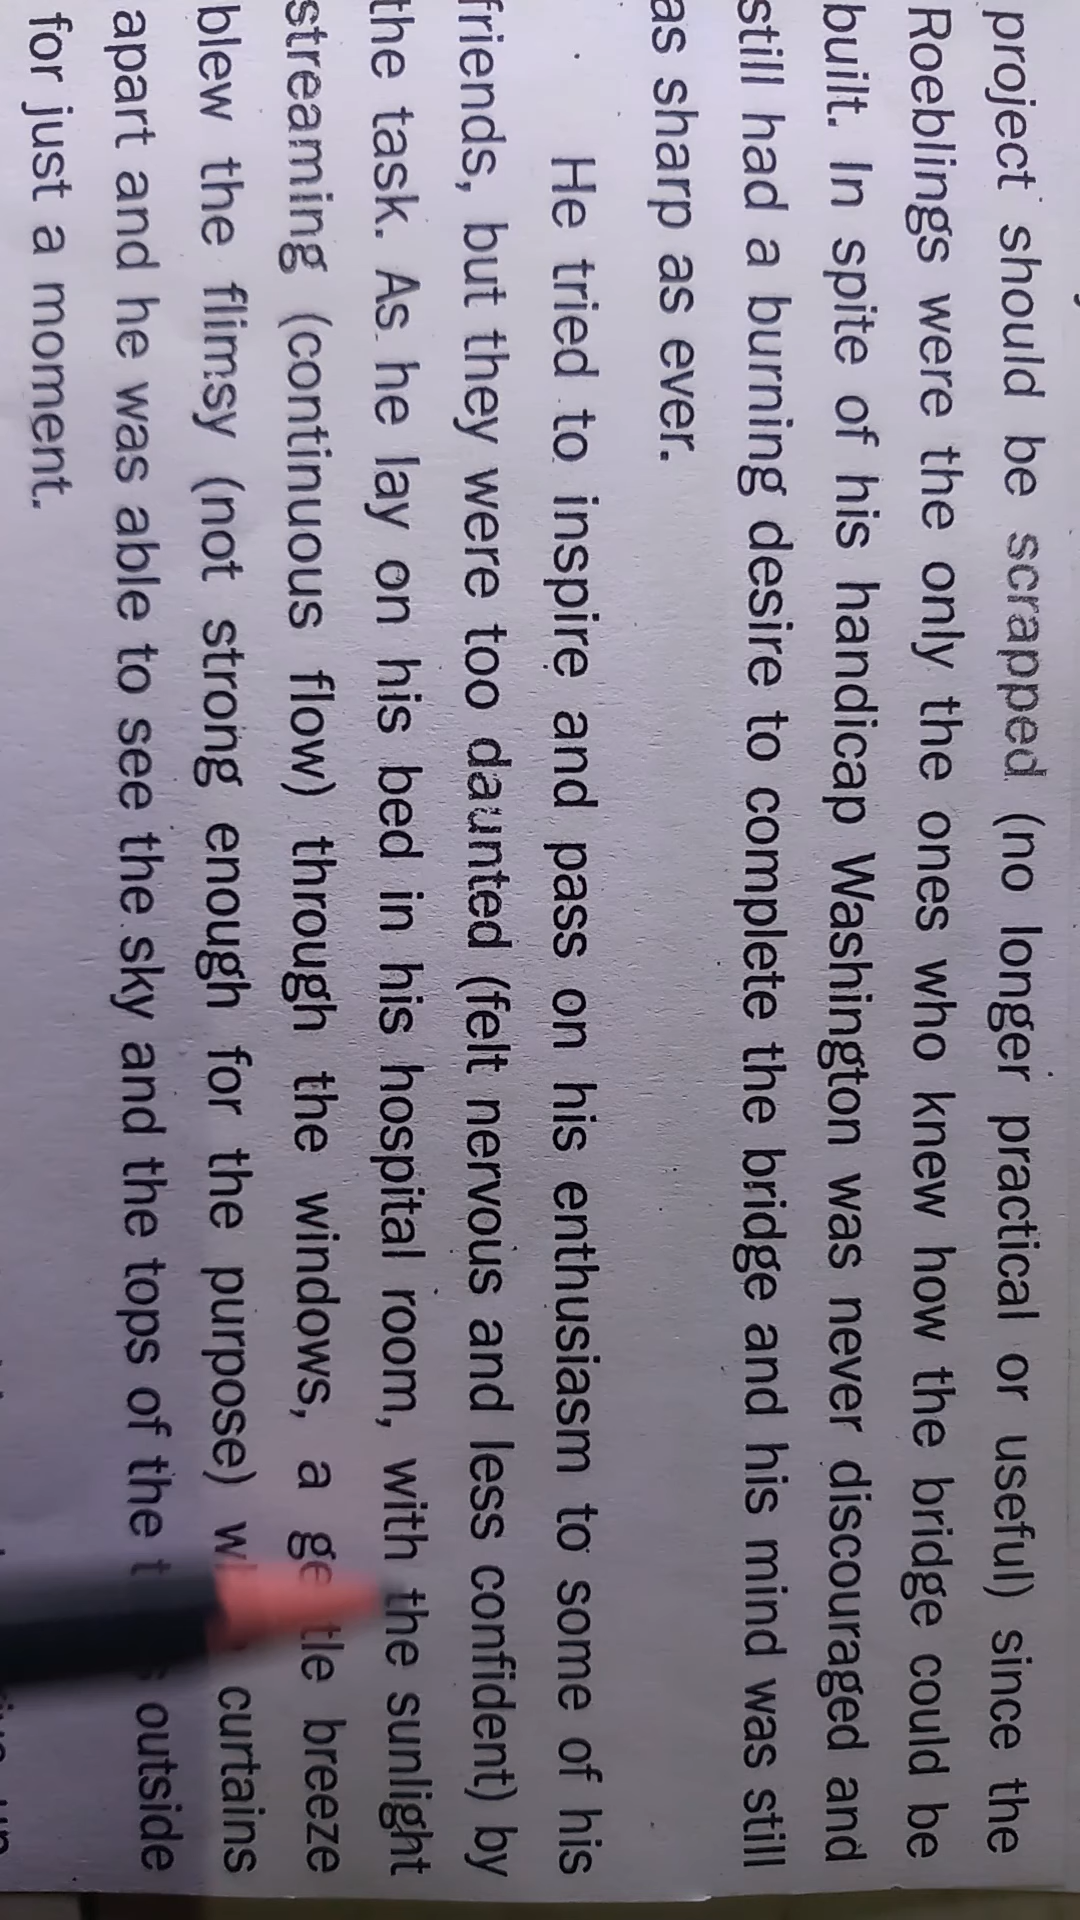 project should be scrapped (no longer practical or useful) since the
Roeblings were the only the ones who knew how the bridge could be
built. In spite of his handicap Washington was never discouraged and
still had a burning desire to complete the bridge and his mind was still
as sharp as ever.
He tried to inspire and pass on his enthusiasm to some of his
friends, but they were too daunted (felt nervous and less confident) by
the task. As he lay on his bed in his hospital room, with the sunlight
streaming (continuous flow) through the windows, a gentle breeze
blew the flimsy (not strong enough for the purpose) curtains
apart and he was able to see the sky and the tops of the outside
for just a moment.